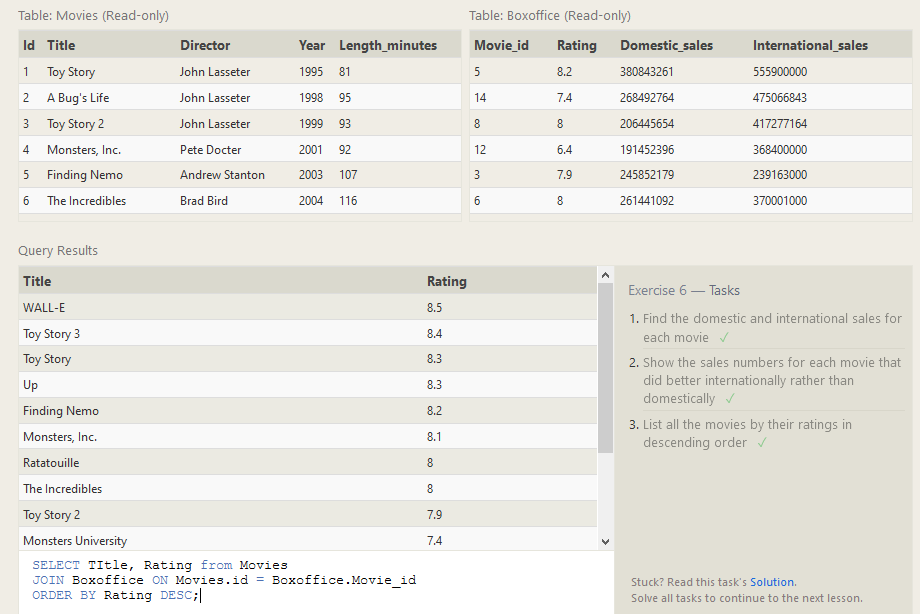 Table: Movies (Read-only)
Id Title Director Year Length_minutes
1 Toy Story John Lasseter 1995 81
2 A Bug's Life John Lasseter 1998 95
3 Toy Story 2 John Lasseter 1999 93
4 Monsters, Inc. Pete Docter 2001 92
5 Finding Nemo Andrew Stanton 2003 107
6 The Incredibles Brad Bird 2004 116
Table: Boxoffice (Read-only)
Movie_id Rating Domestic_sales International_sales
5 8.2 380843261 555900000
14 7.4 268492764 475066843
8 8 206445654 417277164
12 6.4 191452396 368400000
3 7.9 245852179 239163000
6 8 261441092 370001000
Query Results
Title Rating
WALL-E 8.5
Toy Story 3 8.4
Toy Story 8.3
Up 8.3
Finding Nemo 8.2
Monsters, Inc. 8.1
Ratatouille 8
The Incredibles 8
Toy Story 2 7.9
Monsters University 7.4
SELECT TItle, Rating from Movies
JOIN Boxoffice ON Movies.id = Boxoffice.Movie_id
ORDER BY Rating DESC;
Exercise 6 — Tasks
1. Find the domestic and international sales for
each movie ✓
2. Show the sales numbers for each movie that
did better internationally rather than
domestically ✓
3. List all the movies by their ratings in
descending order ✓
Stuck? Read this task's Solution.
Solve all tasks to continue to the next lesson.